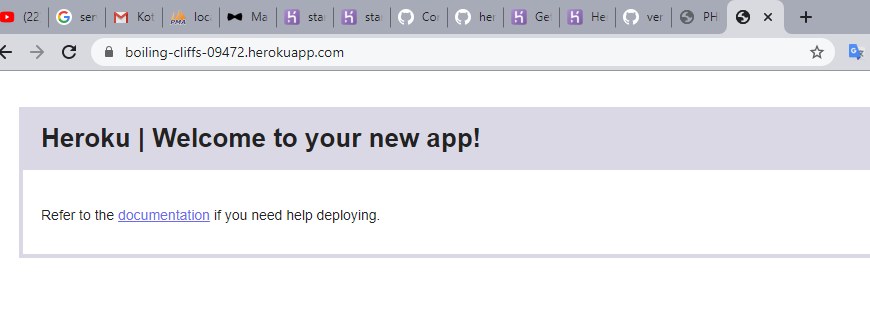 (22 ser Kot loc Ma sta sta Co her Get He ver PH
boiling-cliffs-09472.herokuapp.com
Heroku | Welcome to your new app!
Refer to the documentation if you need help deploying.